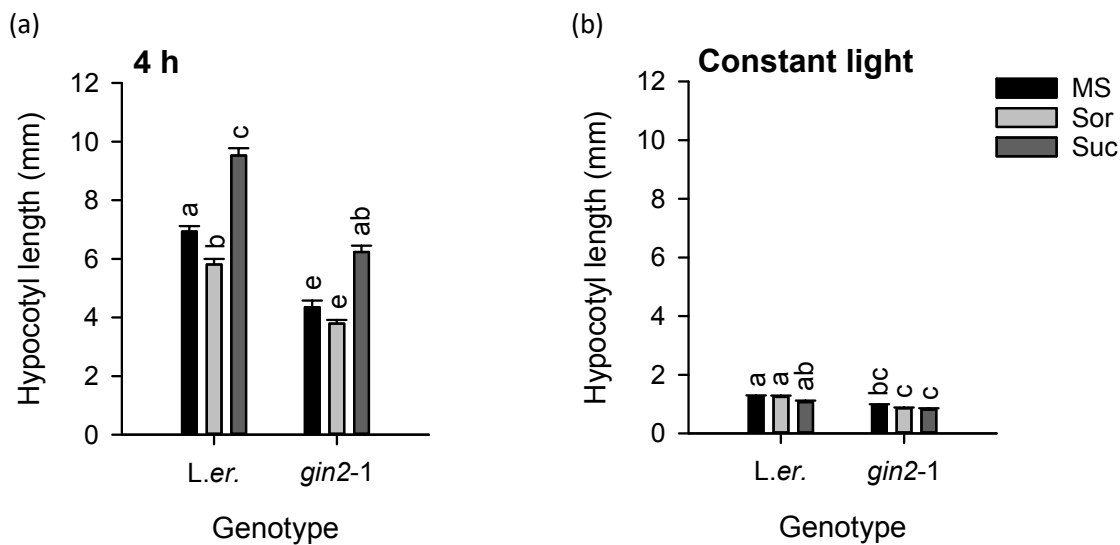 (a)
4 h
12
10
8
6
4
2
0
Hypocotyl length (mm)
a
b
c
e
e
ab
L.er.
gin2-1
Genotype
(b)
Constant light
12
10
8
6
4
2
0
Hypocotyl length (mm)
a
a
ab
bc
c
c
L.er.
gin2-1
Genotype
MS
Sor
Suc